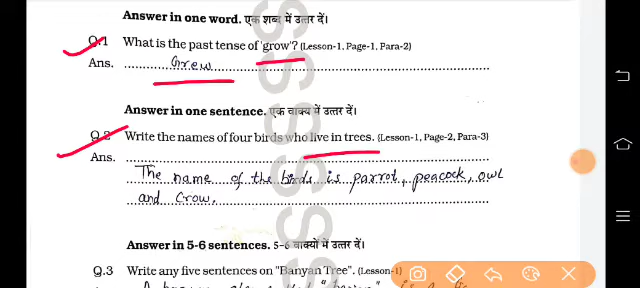 Answer in one word. एक शब्द में उत्तर दें।
Q.1 What is the past tense of 'grow'? (Lesson-1, Page-1, Para-2)
Ans. Grew
Answer in one sentence. एक वाक्य में उत्तर दें।
Q.2 Write the names of four birds who live in trees. (Lesson-1, Page-2, Para-3)
Ans.
The name of the birds is parrot, peacock, owl
and crow.
Answer in 5-6 sentences. 5-6 वाक्यों में उत्तर दें।
Q.3 Write any five sentences on "Banyan Tree". (Lesson-1)